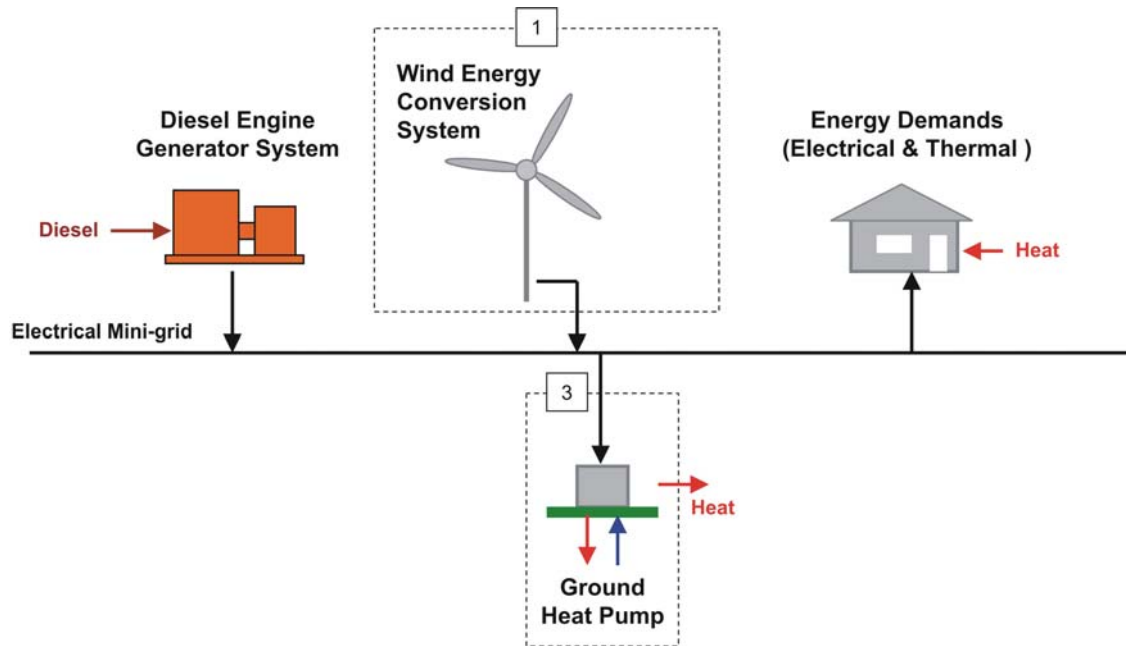 1
Wind Energy
Conversion
System
Diesel Engine
Generator System
Energy Demands
(Electrical & Thermal )
Diesel
Heat
Electrical Mini-grid
3
Heat
Ground
Heat Pump